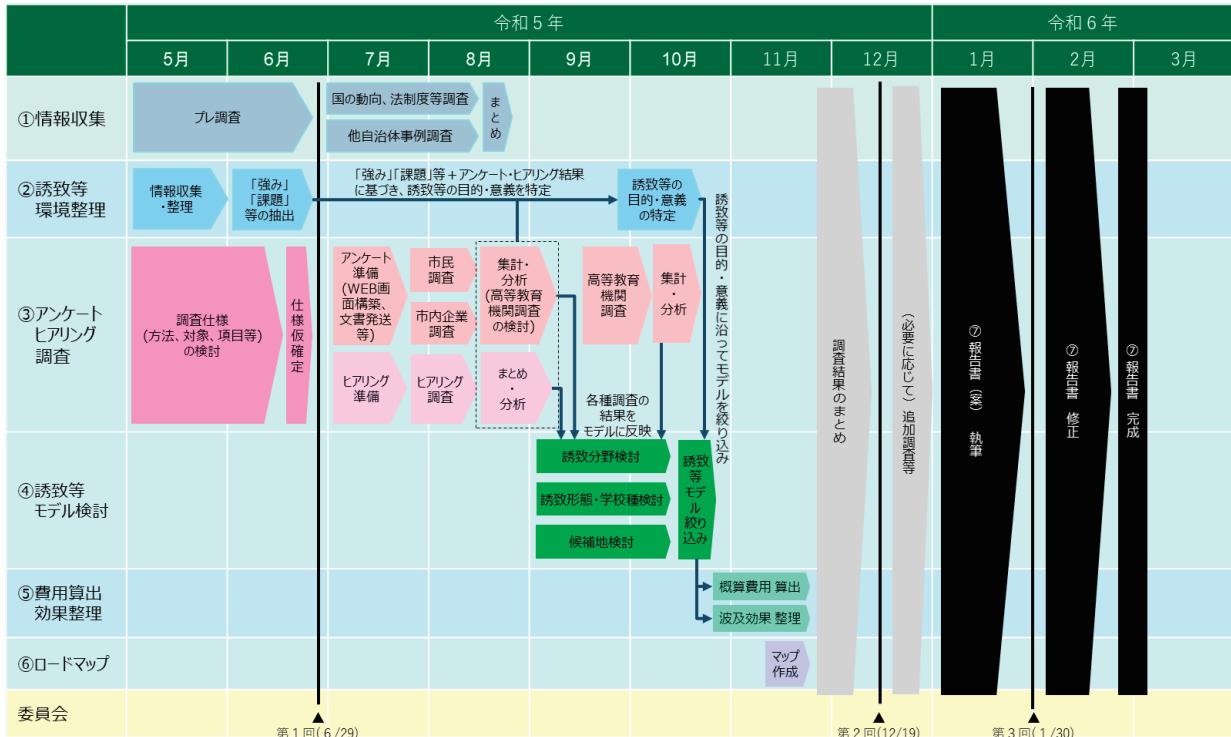 令和5年
令和6年
5月
6月
7月
8月
9月
10月
11月
12月
1月
2月
3月
①情報収集
プレ調査
国の動向、法制度等調査
他自治体事例調査
まとめ
②誘致等
環境整理
情報収集
・整理
「強み」
「課題」
等の抽出
「強み」「課題」等＋アンケート・ヒアリング結果
に基づき、誘致等の目的・意義を特定
誘致等の
目的・意義
の特定
誘致等の目的・意義に沿ってモデルを絞り込み
③アンケート
ヒアリング
調査
調査仕様
(方法、対象、項目等)
の検討
仕様仮確定
アンケート
準備
(WEB画
面構築、
文書発送
等)
市民
調査
市内企業
調査
集計・
分析
(高等教育
機関調査
の検討)
高等教育
機関
調査
集計
・
分析
ヒアリング
準備
ヒアリング
調査
まとめ
・
分析
各種調査の
結果を
モデルに反映
④誘致等
モデル検討
誘致分野検討
誘致形態・学校種検討
候補地検討
誘致
等
モデ
ル
絞り
込み
⑤費用算出
効果整理
概算費用 算出
波及効果 整理
⑥ロードマップ
マップ
作成
調査結果のまとめ
（必要に応じて）追加調査等
⑦報告書（案） 執筆
⑦報告書 修正
⑦報告書 完成
委員会
▲
第1回(6/29)
▲
第2回(12/19)
▲
第3回(1/30)